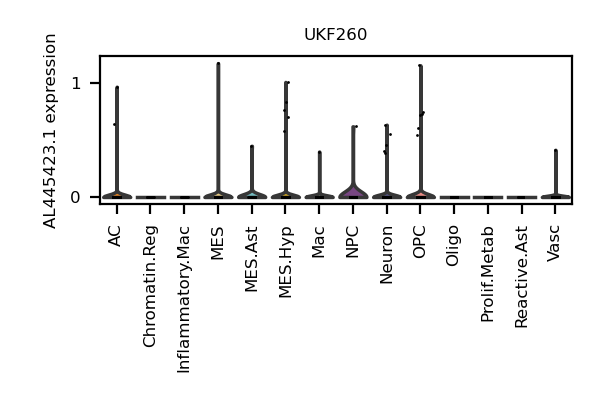 UKF260
AL445423.1 expression
1
0
AC
Chromatin.Reg
Inflammatory.Mac
MES
MES.Ast
MES.Hyp
Mac
NPC
Neuron
OPC
Oligo
Prolif.Metab
Reactive.Ast
Vasc